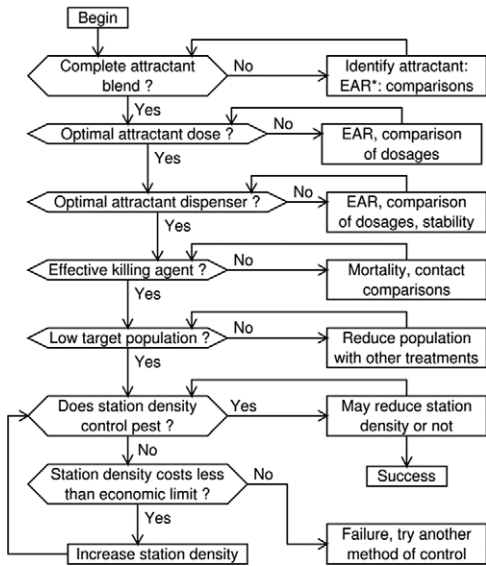 Begin
Complete attractant
blend ?
No
Identify attractant:
EAR*: comparisons
Yes
Optimal attractant dose ?
No
EAR, comparison
of dosages
Yes
Optimal attractant dispenser ?
No
EAR, comparison
of dosages, stability
Yes
Effective killing agent ?
No
Mortality, contact
comparisons
Yes
Low target population ?
No
Reduce population
with other treatments
Yes
Does station density
control pest ?
Yes
May reduce station
density or not
No
Success
Station density costs less
than economic limit ?
No
Yes
Increase station density
Failure, try another
method of control